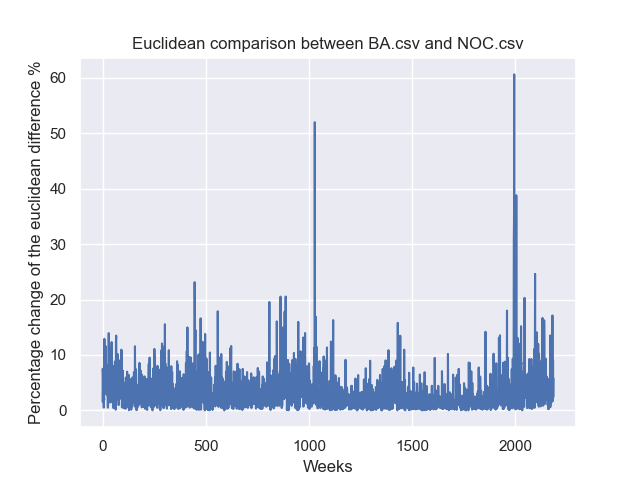 Euclidean comparison between BA.csv and NOC.csv
Percentage change of the euclidean difference %
60
50
40
30
20
10
0
0 500 1000 1500 2000
Weeks